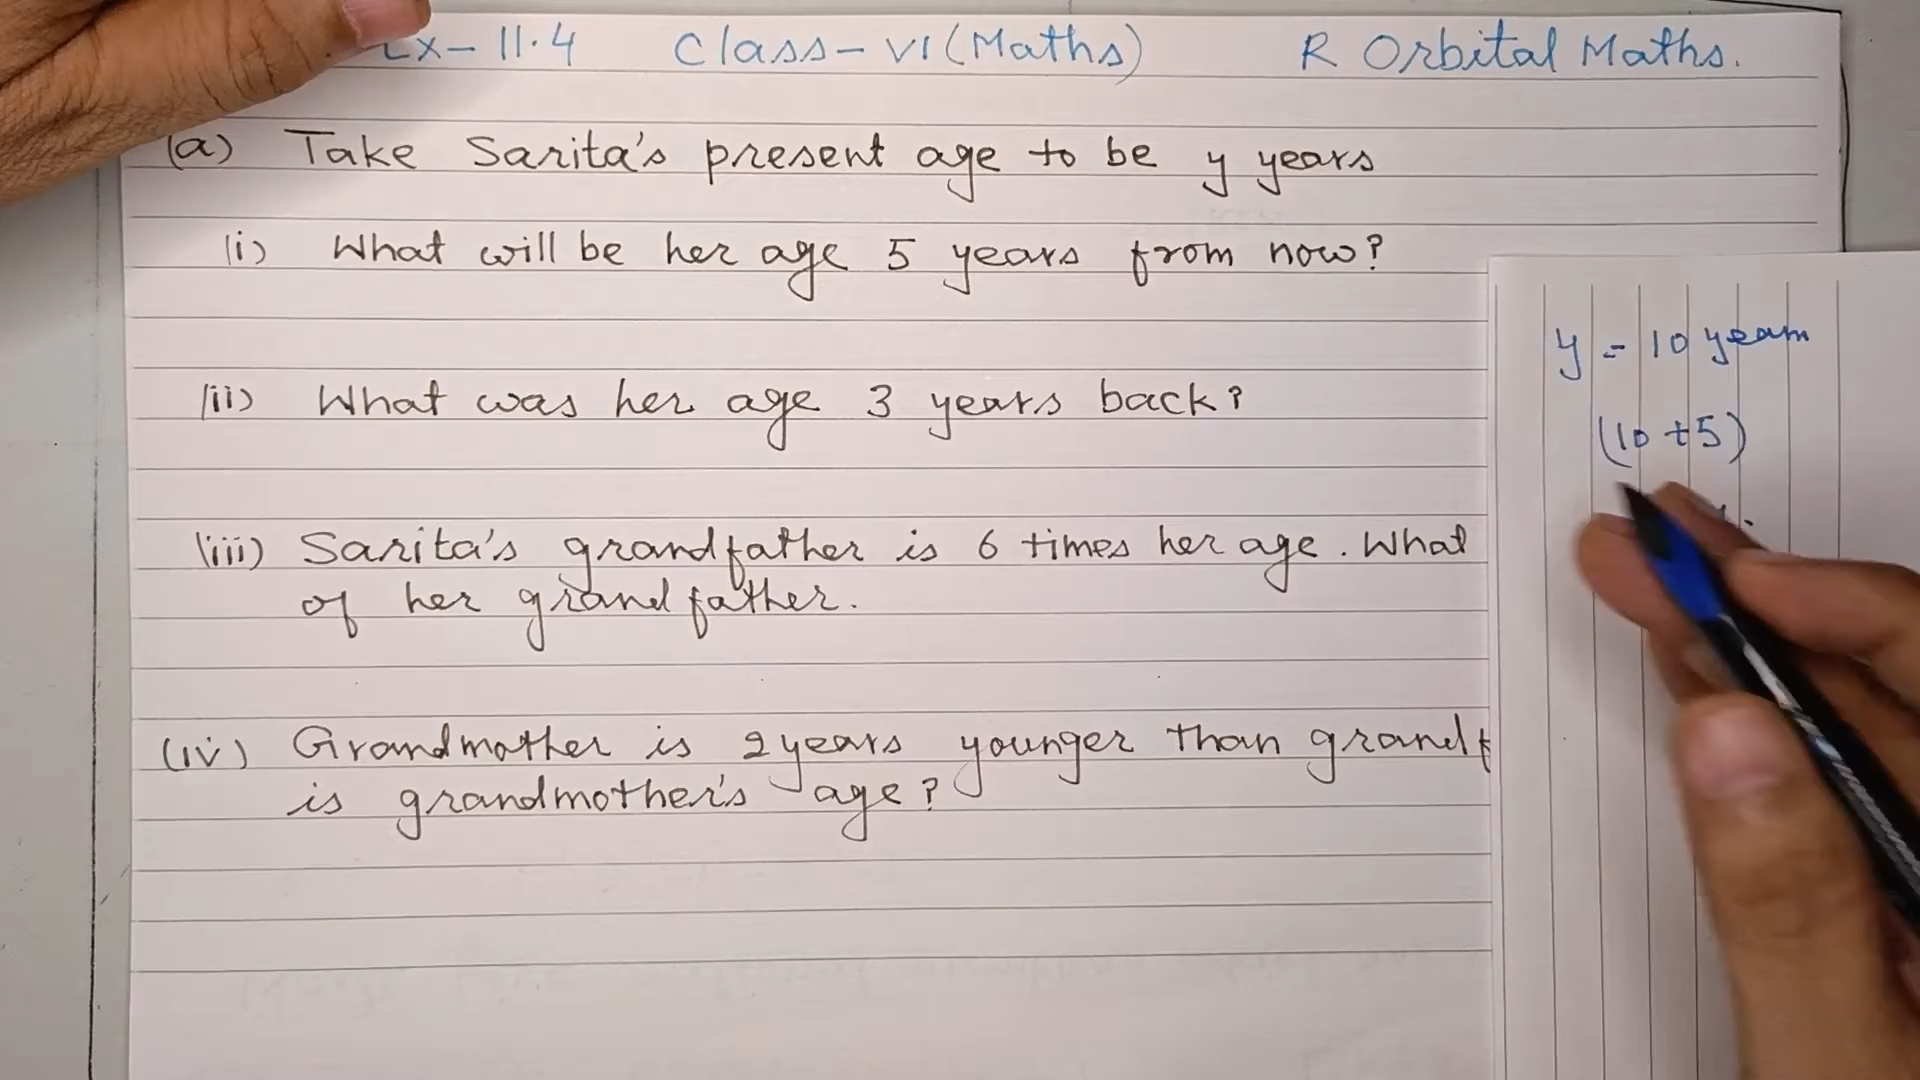 Ex- 11.4 Class- VI (Maths) R Orbital Maths.
(a) Take Sarita's present age to be y years
(i) What will be her age 5 years from now?
y = 10 years
(ii) What was her age 3 years back?
(10 +5)
(iii) Sarita's grandfather is 6 times her age. What
of her grandfather.
(iv) Grandmother is 2 years younger than grandf
is grandmother's age?